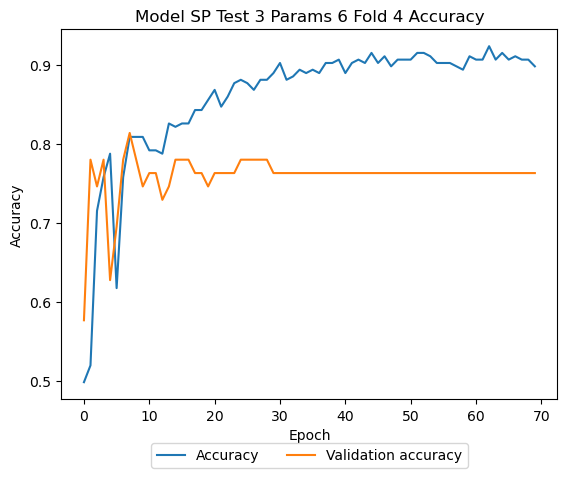 Model SP Test 3 Params 6 Fold 4 Accuracy
Accuracy
0.9
0.8
0.7
0.6
0.5
0 10 20 30 40 50 60 70
Epoch
Accuracy Validation accuracy